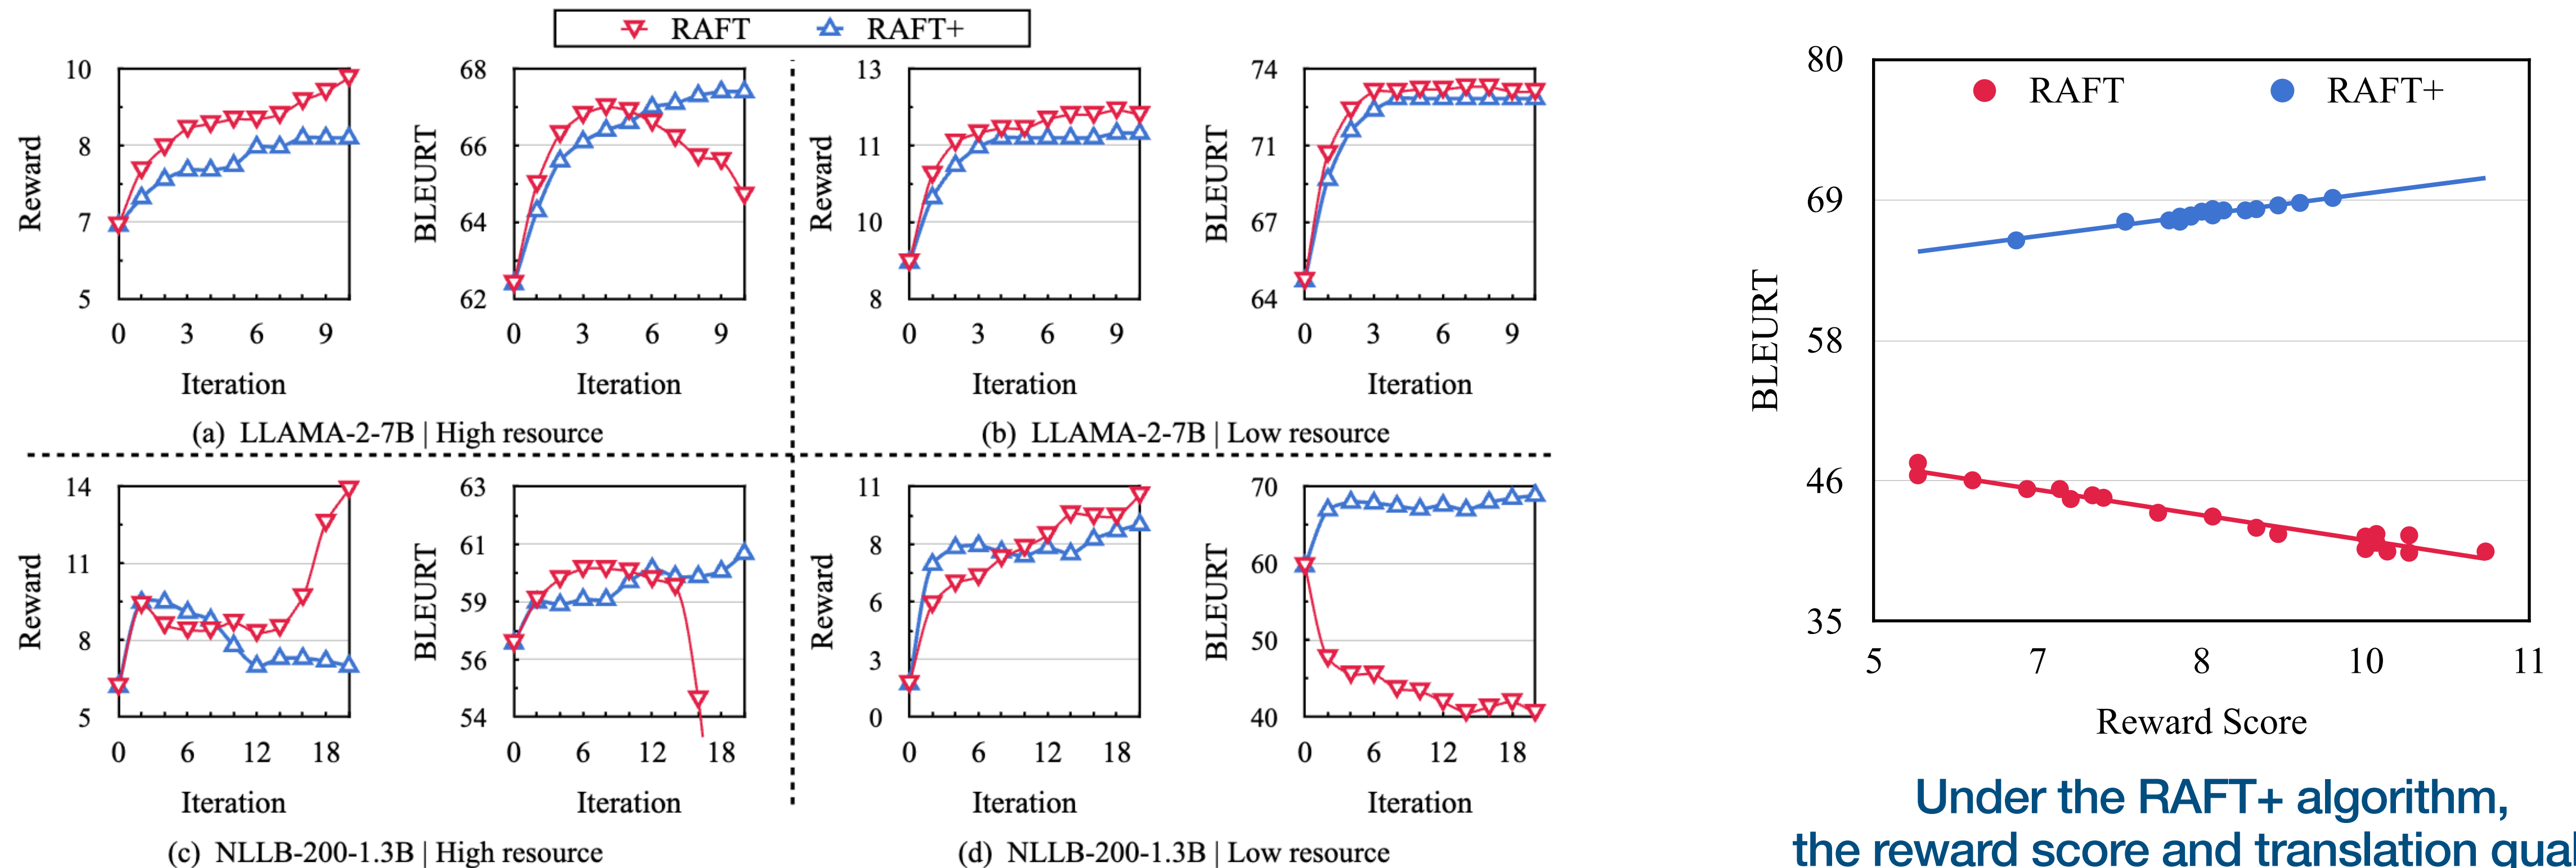 RAFT RAFT+
10
8
7
5
Reward
0 3 6 9
Iteration
68
66
64
62
BLEURT
0 3 6 9
Iteration
(a) LLAMA-2-7B | High resource
13
11
10
8
Reward
0 3 6 9
Iteration
74
71
67
64
BLEURT
0 3 6 9
Iteration
(b) LLAMA-2-7B | Low resource
14
11
8
5
Reward
0 6 12 18
Iteration
63
61
59
56
54
BLEURT
0 6 12 18
Iteration
(c) NLLB-200-1.3B | High resource
11
8
6
3
0
Reward
0 6 12 18
Iteration
70
60
50
40
BLEURT
0 6 12 18
Iteration
(d) NLLB-200-1.3B | Low resource
RAFT RAFT+
80
69
58
46
35
BLEURT
5 7 8 10 11
Reward Score
Under the RAFT+ algorithm,
the reward score and translation